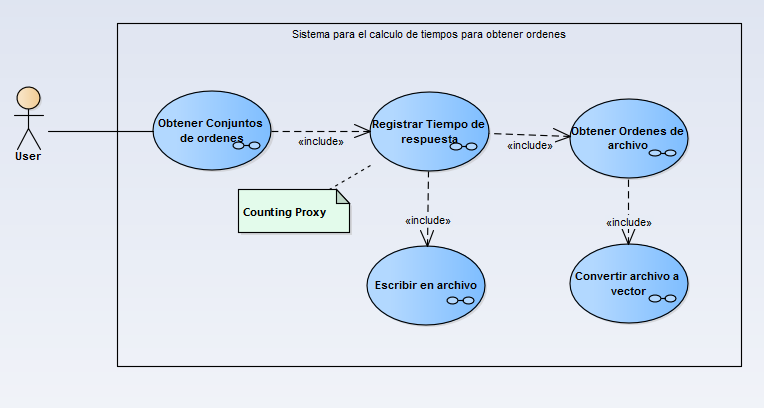 Sistema para el calculo de tiempos para obtener ordenes
User
Obtener Conjuntos
de ordenes
«include»
Registrar Tiempo de
respuesta
«include»
Obtener Ordenes de
archivo
Counting Proxy
«include»
«include»
Escribir en archivo
Convertir archivo a
vector